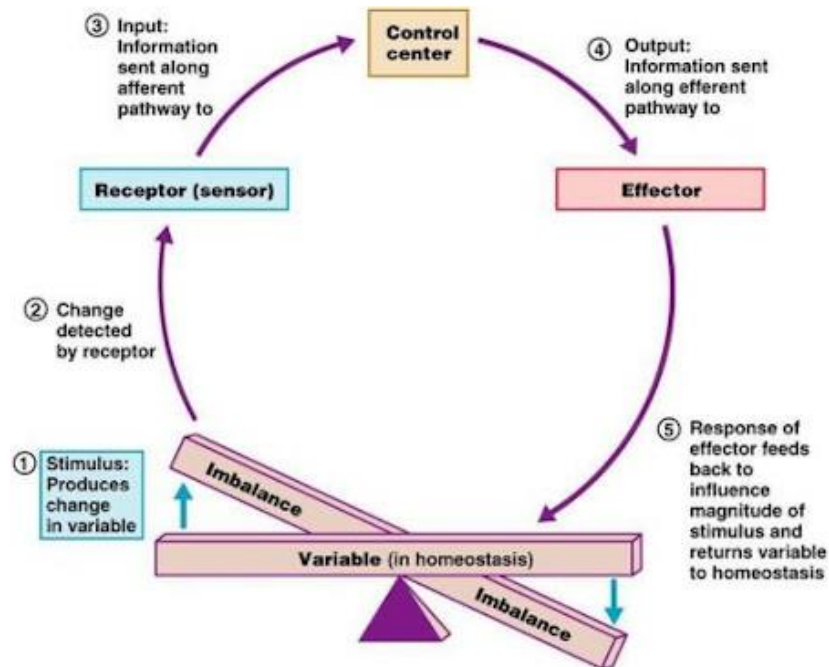 ① Stimulus:
Produces
change
in variable
② Change
detected
by receptor
Receptor (sensor)
③ Input:
Information
sent along
afferent
pathway to
Control
center
④ Output:
Information sent
along efferent
pathway to
Effector
⑤ Response of
effector feeds
back to
influence
magnitude of
stimulus and
returns variable
to homeostasis
Imbalance
Variable (in homeostasis)
Imbalance